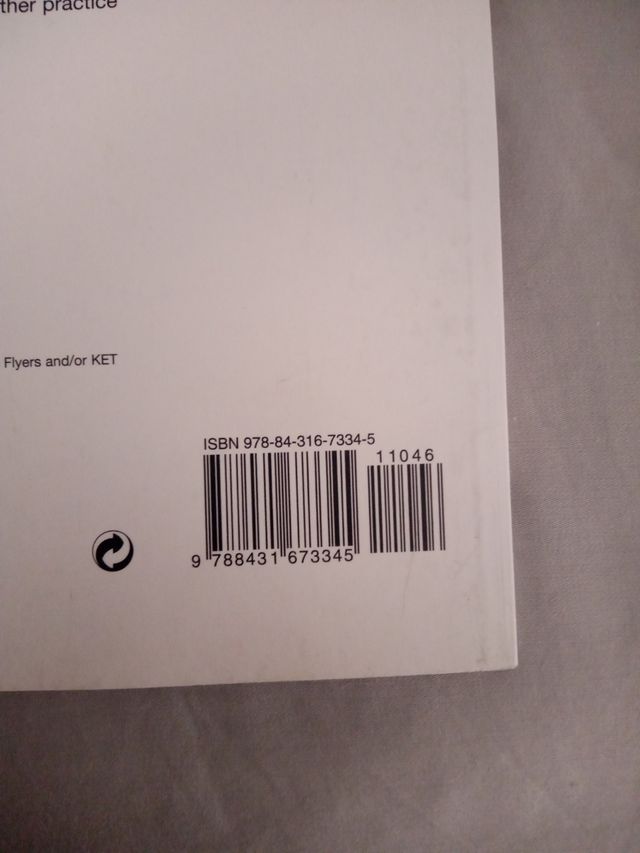 ther practice
Flyers and/or KET
ISBN 978-84-316-7334-5
11046
9 788431 673345